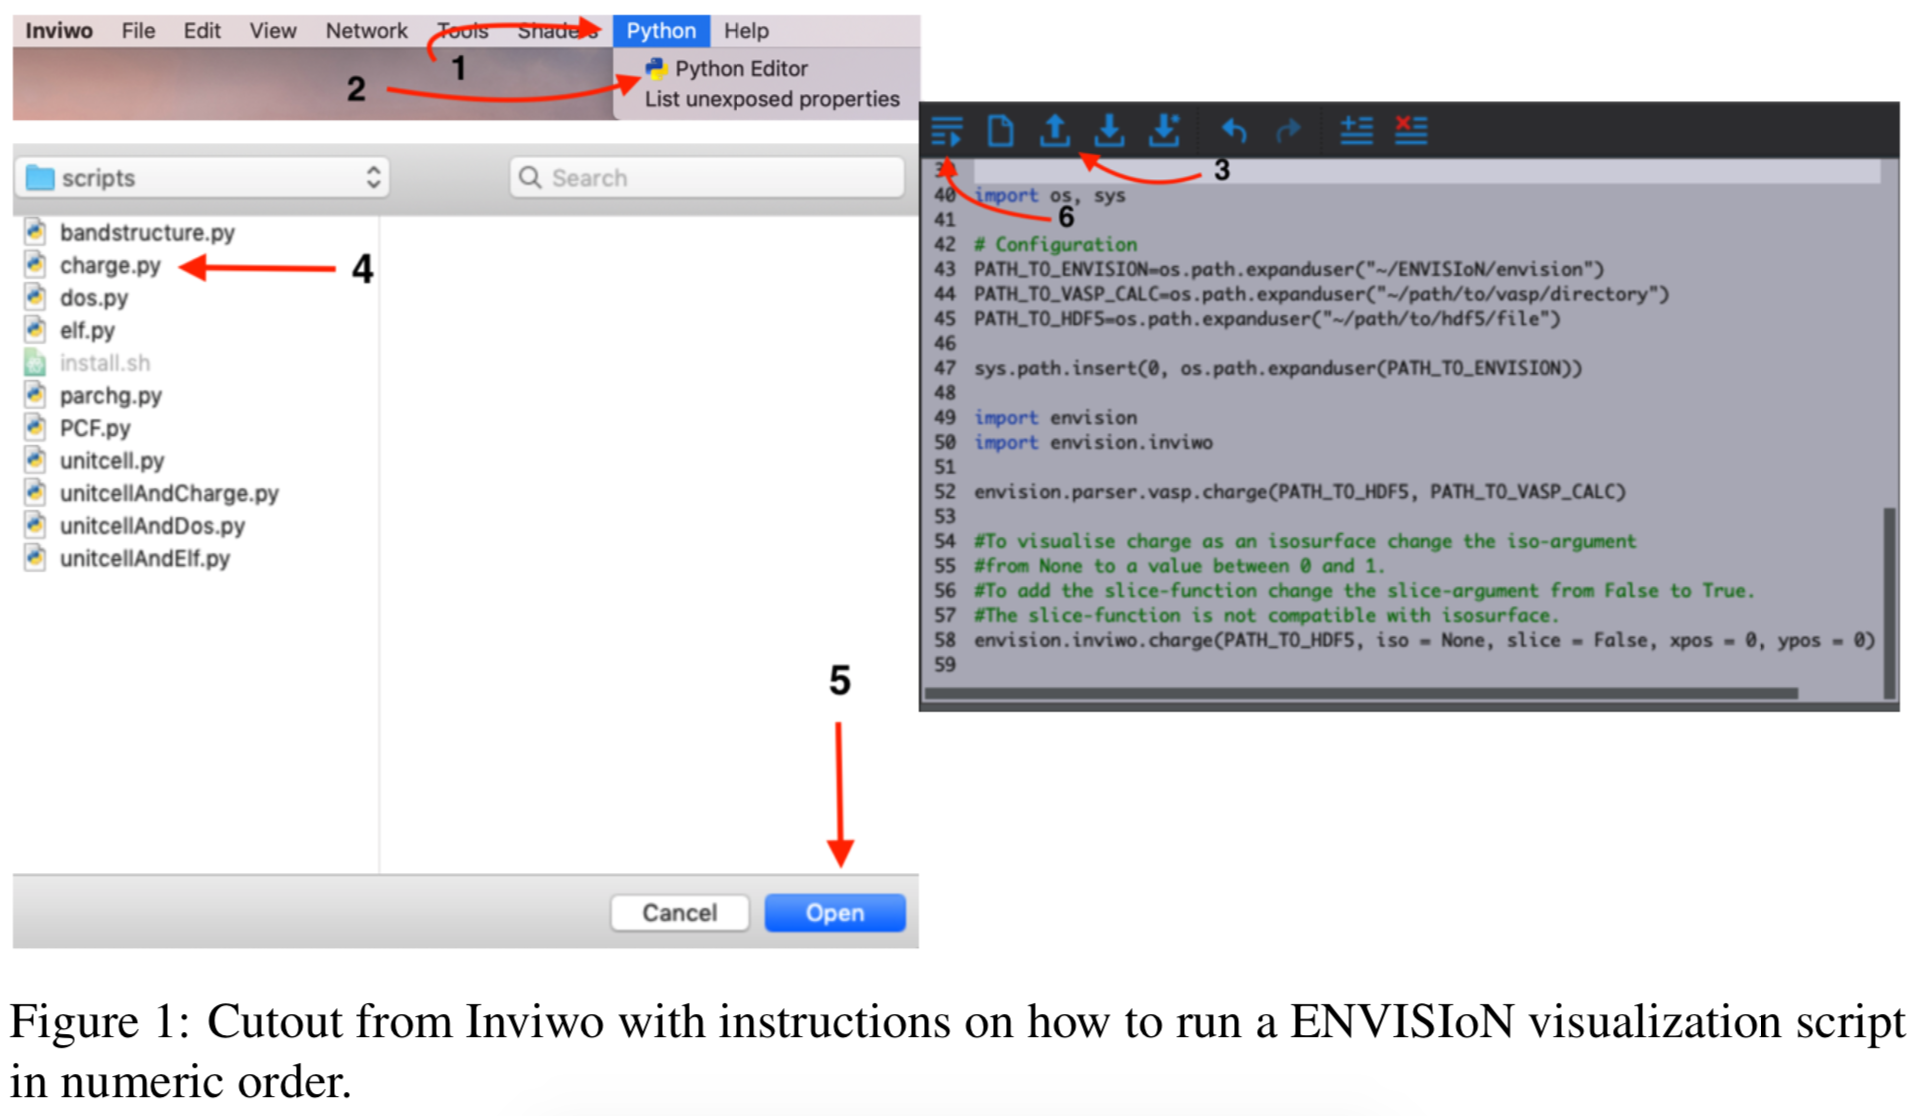 Inviwo File Edit View Network Tools Shaders Python Help
1
Python Editor
2
List unexposed properties
scripts
Search
bandstructure.py
charge.py
4
dos.py
elf.py
install.sh
parchg.py
PCF.py
unitcell.py
unitcellAndCharge.py
unitcellAndDos.py
unitcellAndElf.py
5
Cancel Open
3
39
40 import os, sys
6
41
42 # Configuration
43 PATH_TO_ENVISION=os.path.expanduser("~/ENVISIoN/envision")
44 PATH_TO_VASP_CALC=os.path.expanduser("~/path/to/vasp/directory")
45 PATH_TO_HDF5=os.path.expanduser("~/path/to/hdf5/file")
46
47 sys.path.insert(0, os.path.expanduser(PATH_TO_ENVISION))
48
49 import envision
50 import envision.inviwo
51
52 envision.parser.vasp.charge(PATH_TO_HDF5, PATH_TO_VASP_CALC)
53
54 #To visualise charge as an isosurface change the iso-argument
55 #from None to a value between 0 and 1.
56 #To add the slice-function change the slice-argument from False to True.
57 #The slice-function is not compatible with isosurface.
58 envision.inviwo.charge(PATH_TO_HDF5, iso = None, slice = False, xpos = 0, ypos = 0)
59
Figure 1: Cutout from Inviwo with instructions on how to run a ENVISIoN visualization script
in numeric order.